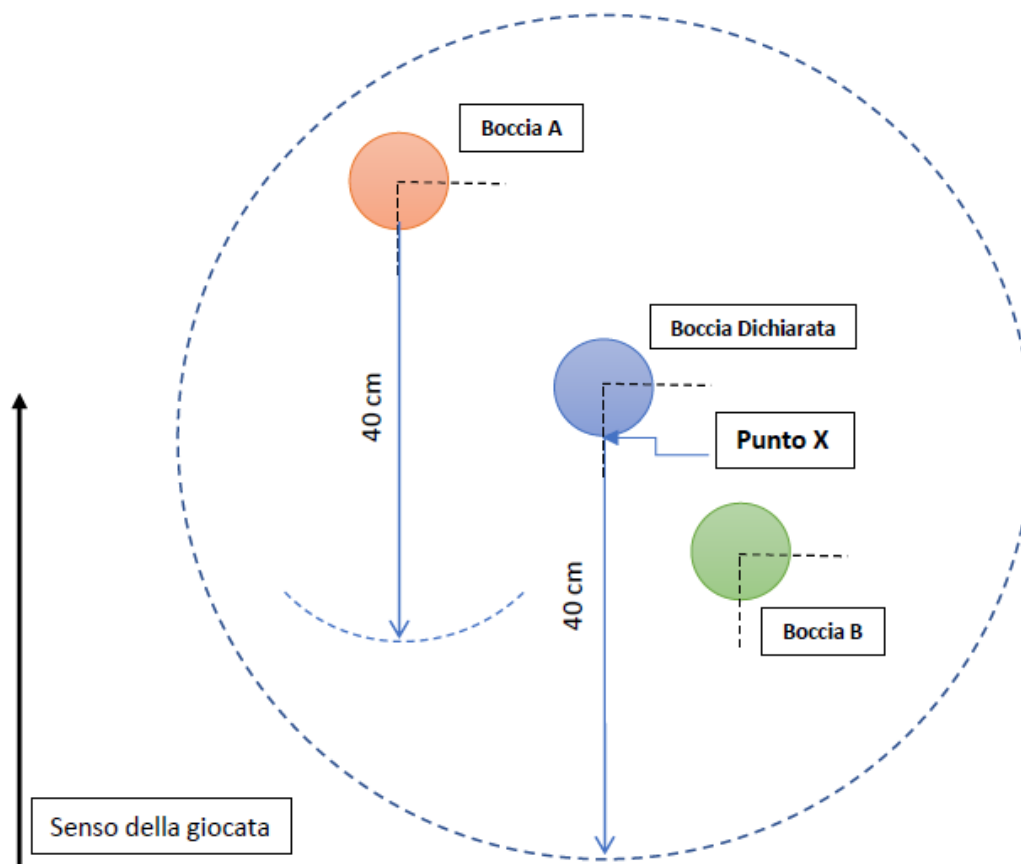 Boccia A
Boccia Dichiarata
40 cm
Punto X
40 cm
Boccia B
Senso della giocata